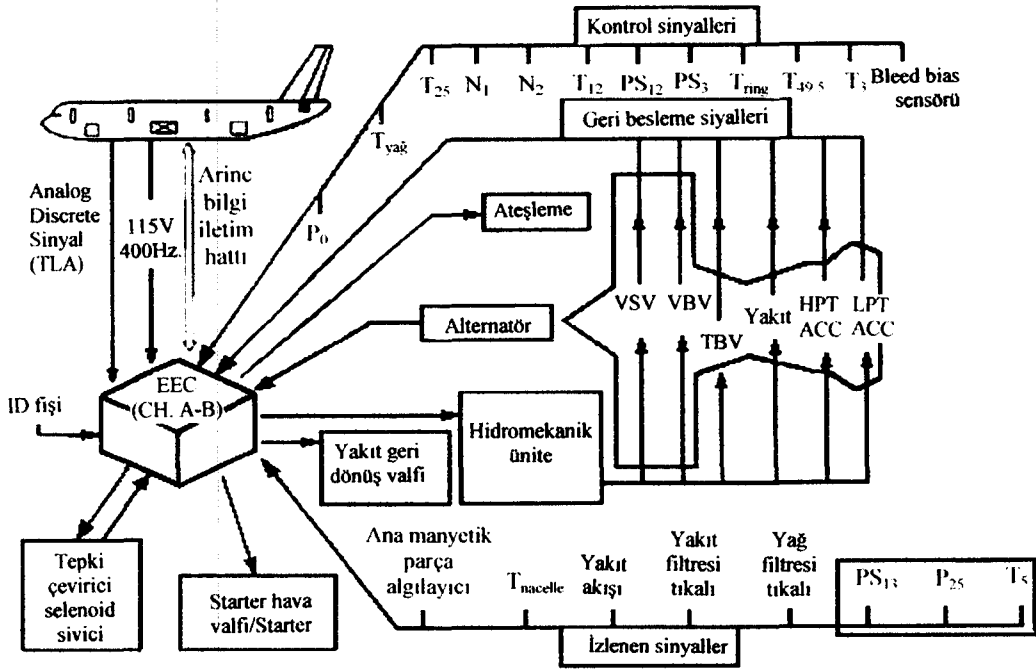 Kontrol sinyalleri
T₂₅ N₁ N₂ T₁₂ PS₁₂ PS₃ T_ring T₄₉.₅ T₃ Bleed bias
sensörü
T_yağ
P₀
Geri besleme siyalleri
Analog
Discrete
Sinyal
(TLA)
115V
400Hz.
Arinc
bilgi
iletim
hattı
Ateşleme
Alternatör
VSV VBV TBV Yakıt
HPT
ACC
LPT
ACC
EEC
(CH. A-B)
ID fişi
Yakıt geri
dönüş valfi
Hidromekanik
ünite
Tepki
çevirici
selenoid
sivici
Starter hava
valfi/Starter
Ana manyetik
parça
algılayıcı
T_nacelle
Yakıt
akışı
Yakıt
filtresi
tıkalı
Yağ
filtresi
tıkalı
PS₁₃ P₂₅ T₅
İzlenen sinyaller